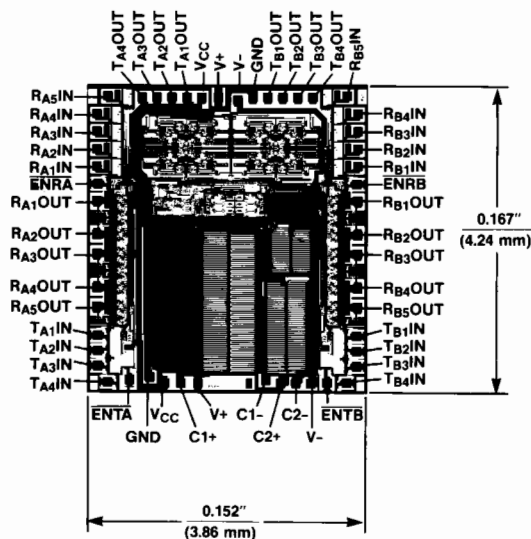 TA4OUT
TA3OUT
TA2OUT
TA1OUT
VCC
V+
V−
GND
TB1OUT
TB2OUT
TB3OUT
TB4OUT
RB5IN
RA5IN
RA4IN
RA3IN
RA2IN
RA1IN
ENRA
RA1OUT
RA2OUT
RA3OUT
RA4OUT
RA5OUT
TA1IN
TA2IN
TA3IN
TA4IN
RB4IN
RB3IN
RB2IN
RB1IN
ENRB
RB1OUT
RB2OUT
RB3OUT
RB4OUT
RB5OUT
TB1IN
TB2IN
TB3IN
TB4IN
0.167"
(4.24 mm)
ENTA
GND
VCC
C1+
V+
C1−
C2+
C2−
V−
ENTB
0.152"
(3.86 mm)